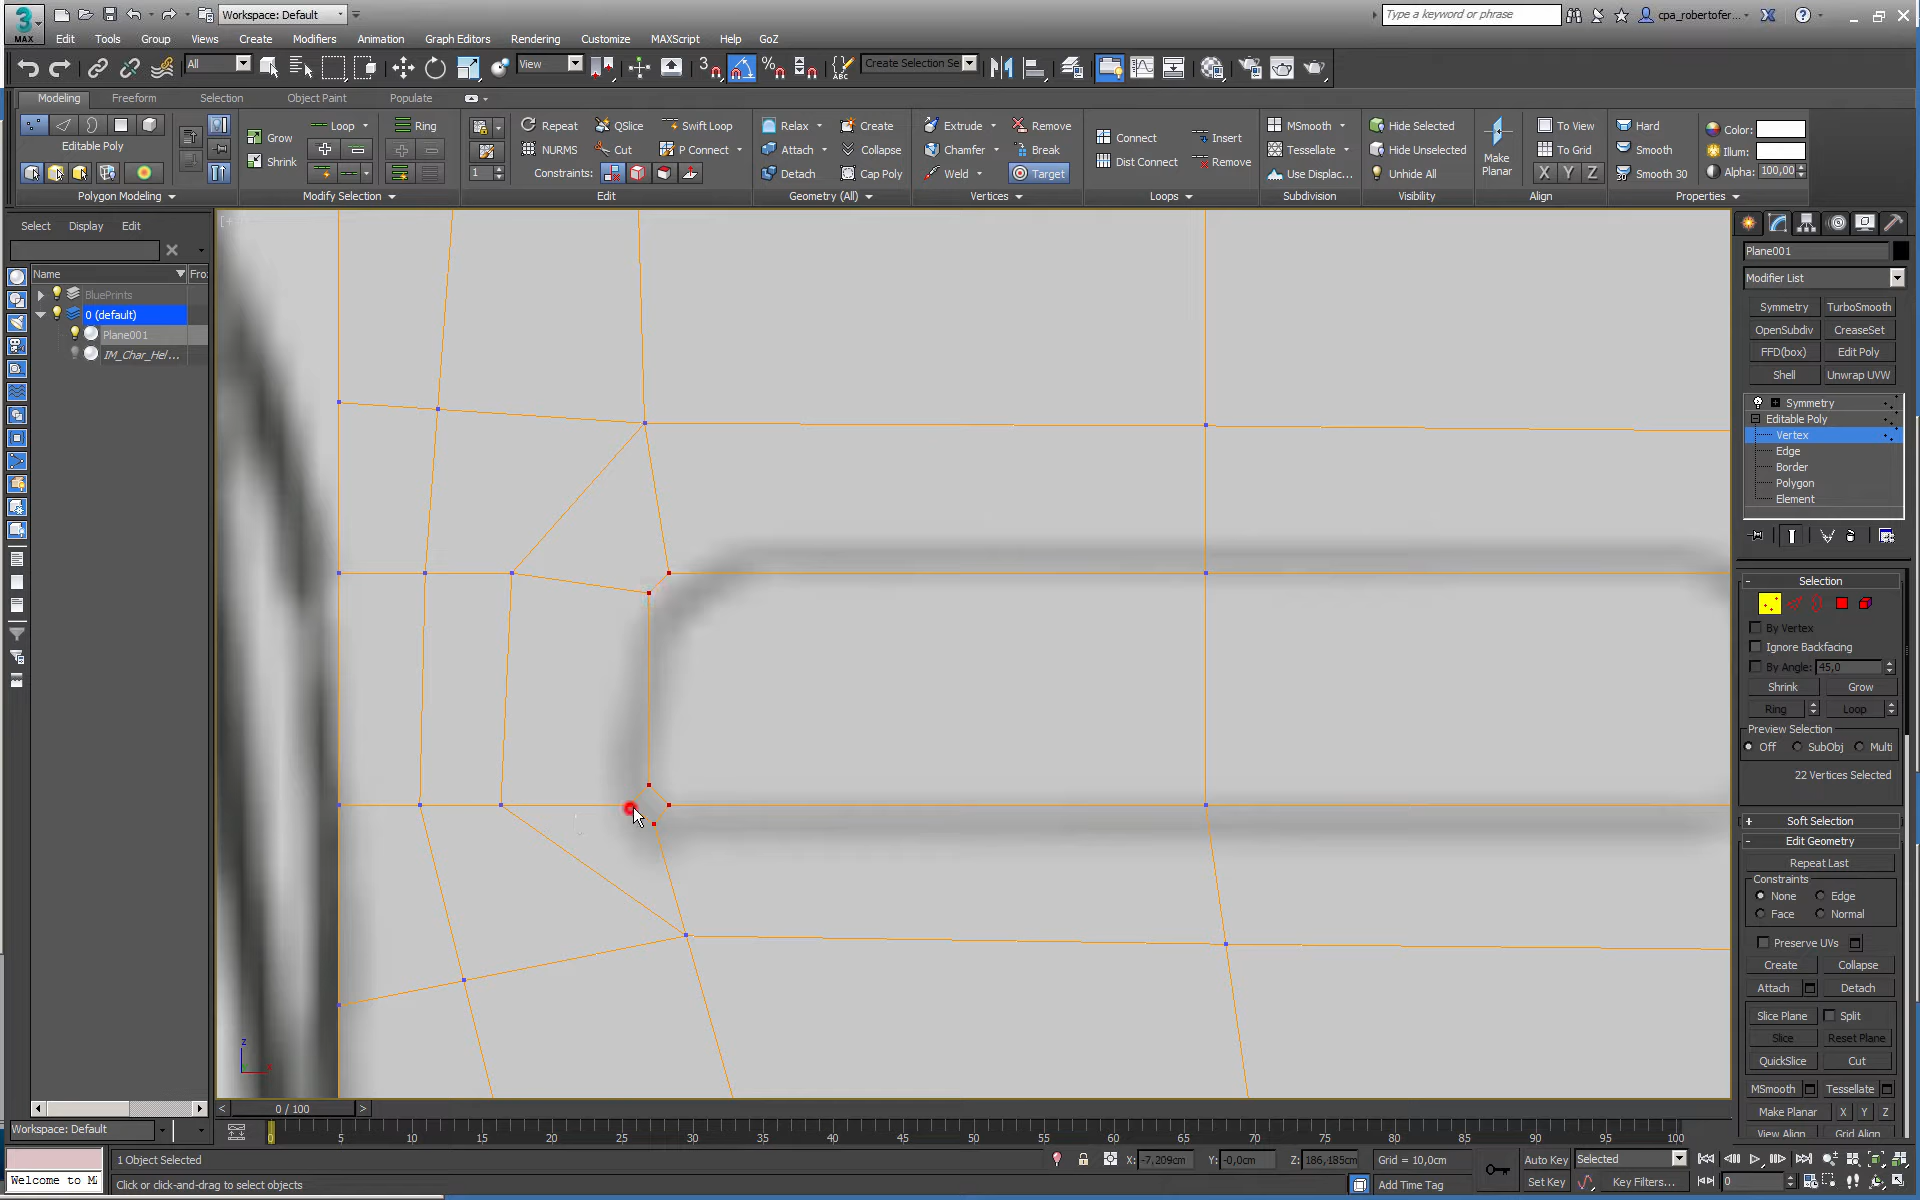 3 MAX Workspace: Default Type a keyword or phrase cpa_robertofer...
Edit Tools Group Views Create Modifiers Animation Graph Editors Rendering Customize MAXScript Help GoZ
All View 3 ABC Create Selection Se
Modeling Freeform Selection Object Paint Populate
Grow Loop Ring Repeat QSlice Swift Loop Relax Create Extrude Remove Connect Insert MSmooth Hide Selected To View Hard Color:
Editable Poly Shrink NURMS Cut P Connect Attach Collapse Chamfer Break Dist Connect Remove Tessellate Hide Unselected Make Planar To Grid Smooth Illum:
1 Constraints: Detach Cap Poly Weld Target Use Displac... Unhide All X Y Z Smooth 30 Alpha: 100,00
Polygon Modeling Modify Selection Edit Geometry (All) Vertices Loops Subdivision Visibility Align Properties
Select Display Edit
Name Fro
BluePrints
0 (default)
Plane001
IM_Char_Hel...
Plane001
Modifier List
Symmetry TurboSmooth
OpenSubdiv CreaseSet
FFD(box) Edit Poly
Shell Unwrap UVW
Symmetry
Editable Poly
Vertex
Edge
Border
Polygon
Element
Selection
By Vertex
Ignore Backfacing
By Angle: 45,0
Shrink Grow
Ring Loop
Preview Selection
Off SubObj Multi
22 Vertices Selected
Soft Selection
Edit Geometry
Repeat Last
Constraints
None Edge
Face Normal
Preserve UVs
Create Collapse
Attach Detach
Slice Plane Split
Slice Reset Plane
QuickSlice Cut
MSmooth Tessellate
Make Planar X Y Z
View Align Grid Align
z
0 / 100
Workspace: Default
0 5 10 15 20 25 30 35 40 45 50 55 60 65 70 75 80 85 90 95 100
1 Object Selected X: -7,209cm Y: -0,0cm Z: 186,185cm Grid = 10,0cm Auto Key Selected
Welcome to M Click or click-and-drag to select objects Add Time Tag Set Key Key Filters... 0